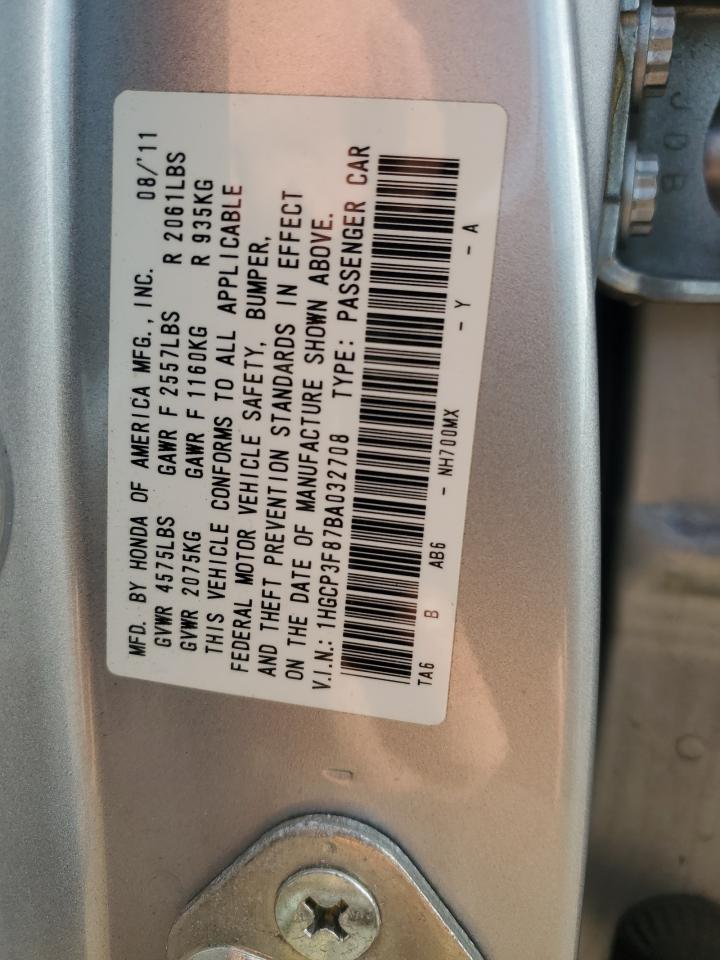 MFD. BY HONDA OF AMERICA MFG., INC. 08/'11
GVWR 4575LBS GAWR F 2557LBS R 2061LBS
GVWR 2075KG GAWR F 1160KG R 935KG
THIS VEHICLE CONFORMS TO ALL APPLICABLE
FEDERAL MOTOR VEHICLE SAFETY, BUMPER,
AND THEFT PREVENTION STANDARDS IN EFFECT
ON THE DATE OF MANUFACTURE SHOWN ABOVE.
V.I.N.: 1HGCP3F87BA032708 TYPE: PASSENGER CAR
TA6 B AB6 - NH700MX - Y - A
JDB